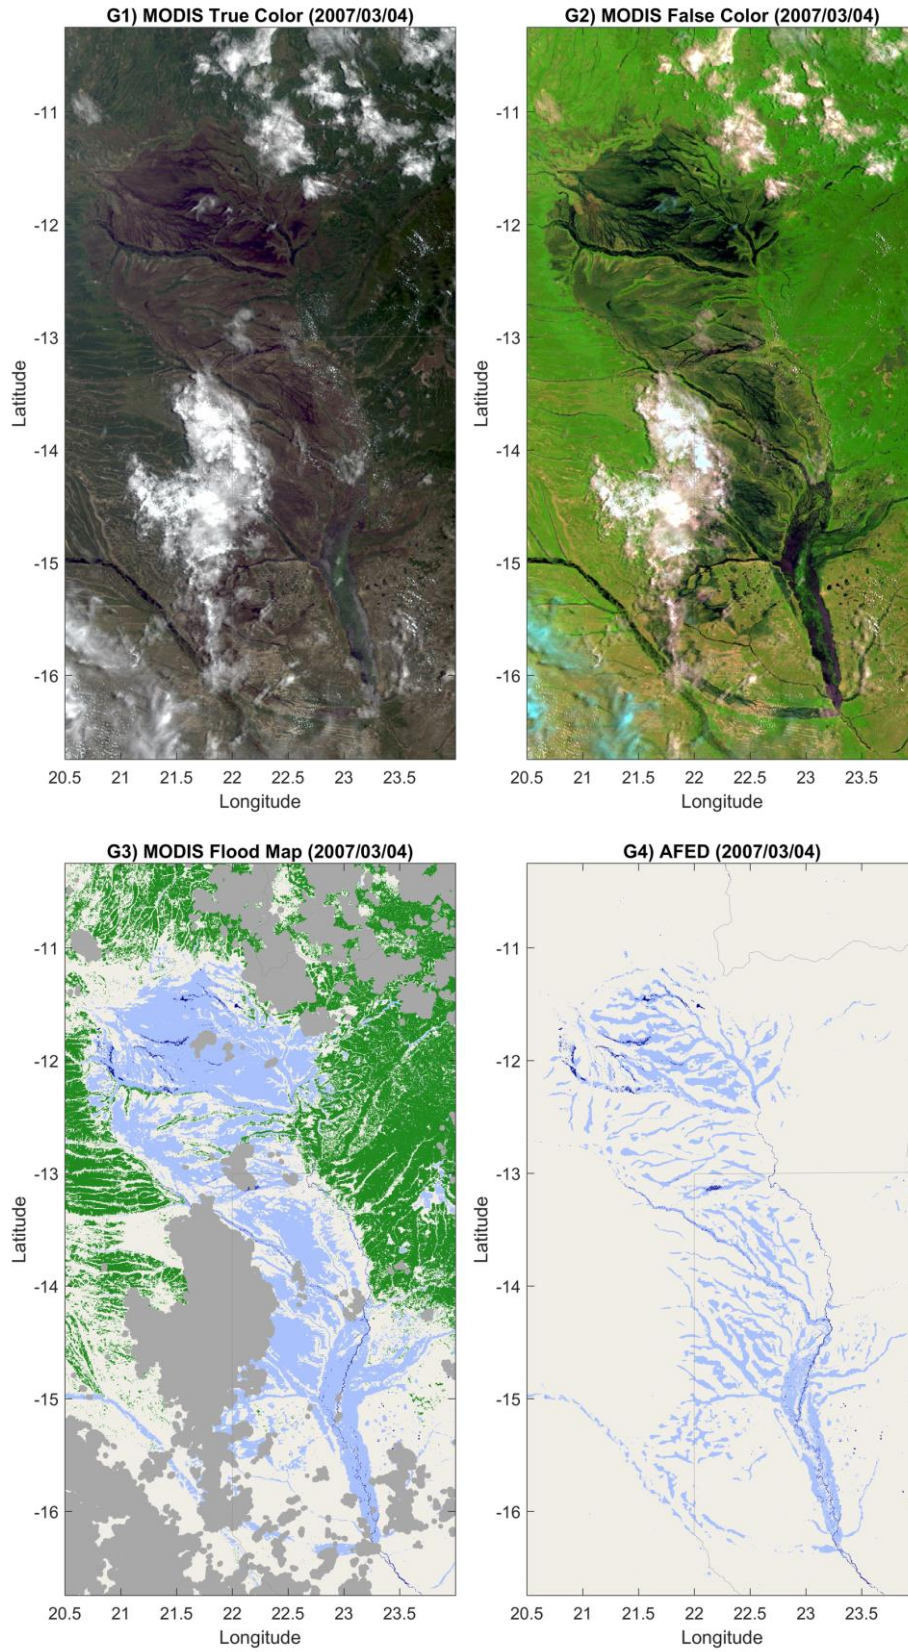 G1) MODIS True Color (2007/03/04)
G2) MODIS False Color (2007/03/04)
-11
-12
-13
-14
-15
-16
Latitude
20.5 21 21.5 22 22.5 23 23.5
Longitude
-11
-12
-13
-14
-15
-16
Latitude
20.5 21 21.5 22 22.5 23 23.5
Longitude
G3) MODIS Flood Map (2007/03/04)
G4) AFED (2007/03/04)
-11
-12
-13
-14
-15
-16
Latitude
20.5 21 21.5 22 22.5 23 23.5
Longitude
-11
-12
-13
-14
-15
-16
Latitude
20.5 21 21.5 22 22.5 23 23.5
Longitude